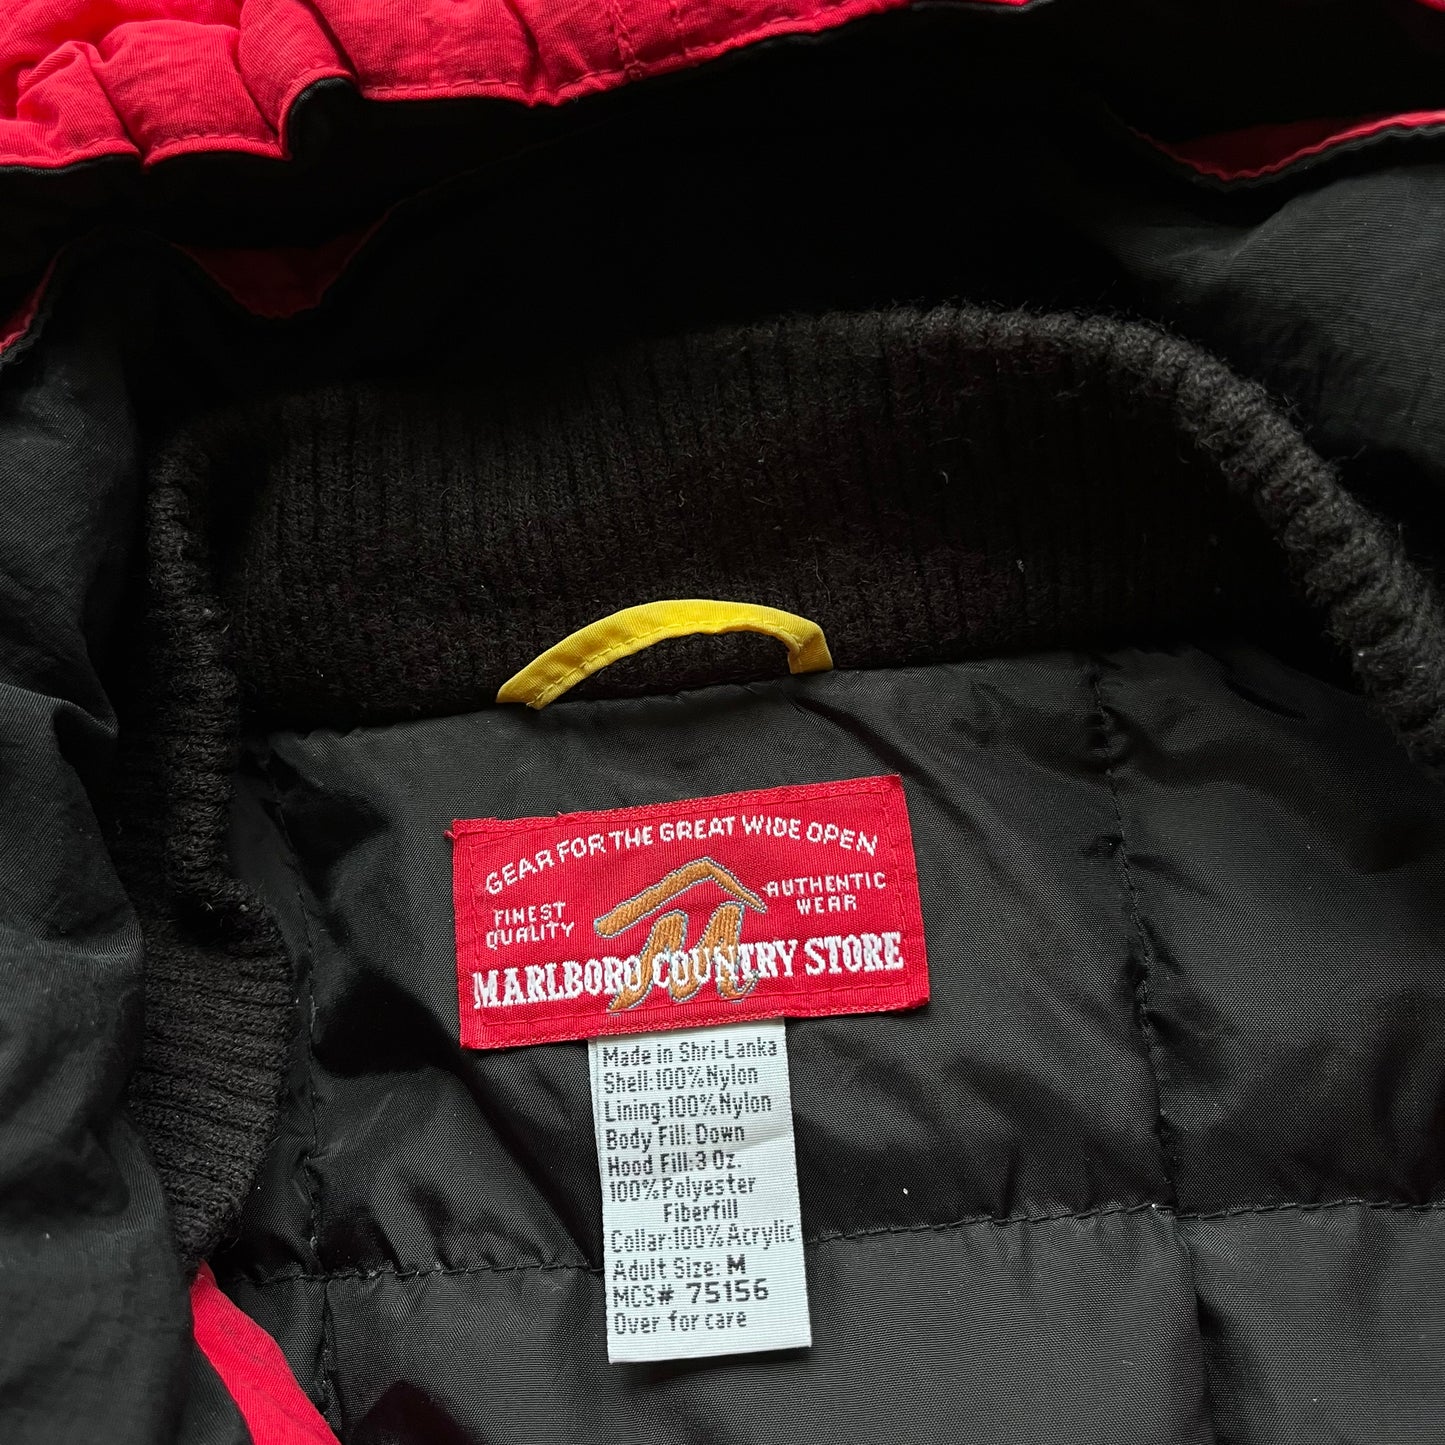 GEAR FOR THE GREAT WIDE OPEN
FINEST
QUALITY
AUTHENTIC
WEAR
MARLBORO COUNTRY STORE
Made in Shri-Lanka
Shell:100%Nylon
Lining:100%Nylon
Body Fill: Down
Hood Fill:3 Oz.
100%Polyester
Fiberfill
Collar:100%Acrylic
Adult Size: M
MCS# 75156
Over for care